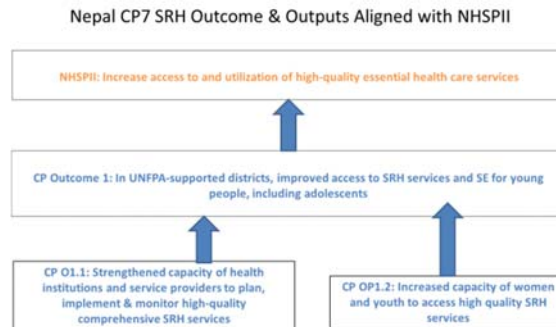 Nepal CP7 SRH Outcome & Outputs Aligned with NHSPII
NHSPII: Increase access to and utilization of high-quality essential health care services
CP Outcome 1: In UNFPA-supported districts, improved access to SRH services and SE for young
people, including adolescents
CP O1.1: Strengthened capacity of health
institutions and service providers to plan,
implement & monitor high-quality
comprehensive SRH services
CP OP1.2: Increased capacity of women
and youth to access high quality SRH
services